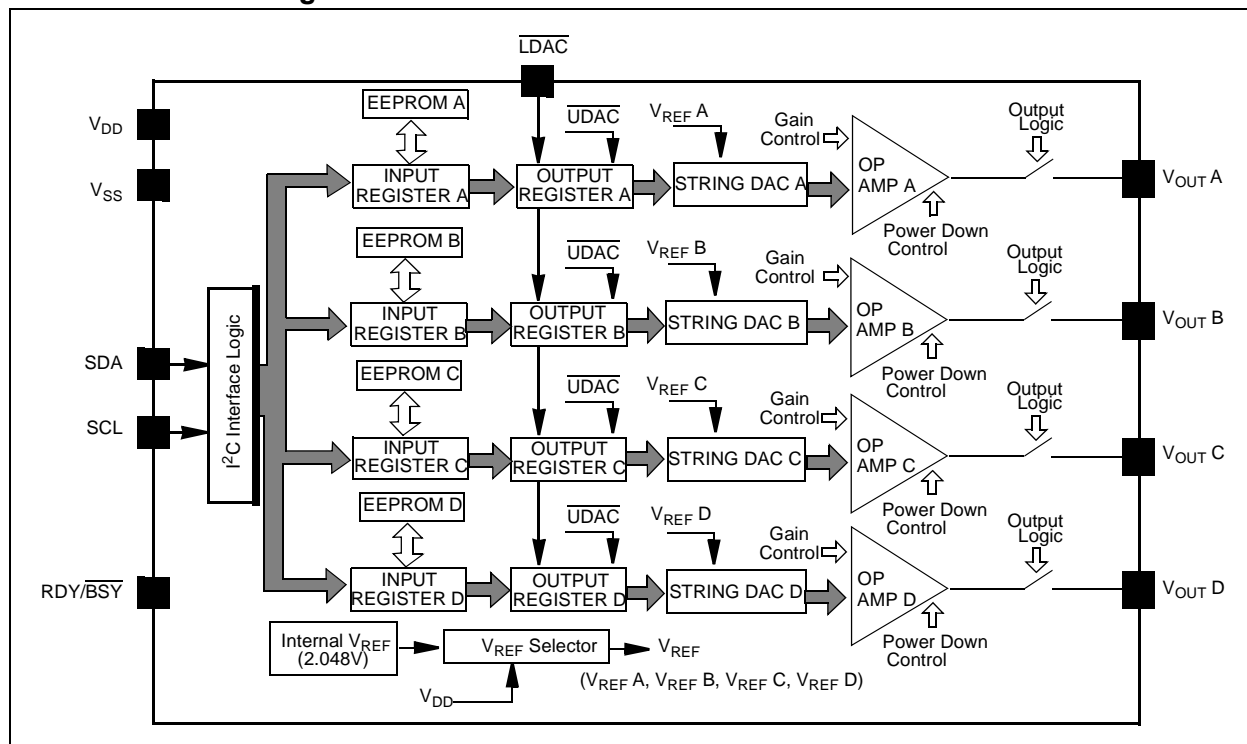 LDAC
EEPROM A
UDAC
VREF A
Gain
Control
Output
Logic
VDD
VSS
INPUT
REGISTER A
OUTPUT
REGISTER A
STRING DAC A
OP
AMP A
VOUT A
Power Down
Control
EEPROM B
UDAC
VREF B
Gain
Control
Output
Logic
INPUT
REGISTER B
OUTPUT
REGISTER B
STRING DAC B
OP
AMP B
VOUT B
Power Down
Control
SDA
SCL
I2C Interface Logic
EEPROM C
UDAC
VREF C
Gain
Control
Output
Logic
INPUT
REGISTER C
OUTPUT
REGISTER C
STRING DAC C
OP
AMP C
VOUT C
Power Down
Control
EEPROM D
UDAC
VREF D
Gain
Control
Output
Logic
RDY/BSY
INPUT
REGISTER D
OUTPUT
REGISTER D
STRING DAC D
OP
AMP D
VOUT D
Power Down
Control
Internal VREF
(2.048V)
VREF Selector
VREF
(VREF A, VREF B, VREF C, VREF D)
VDD